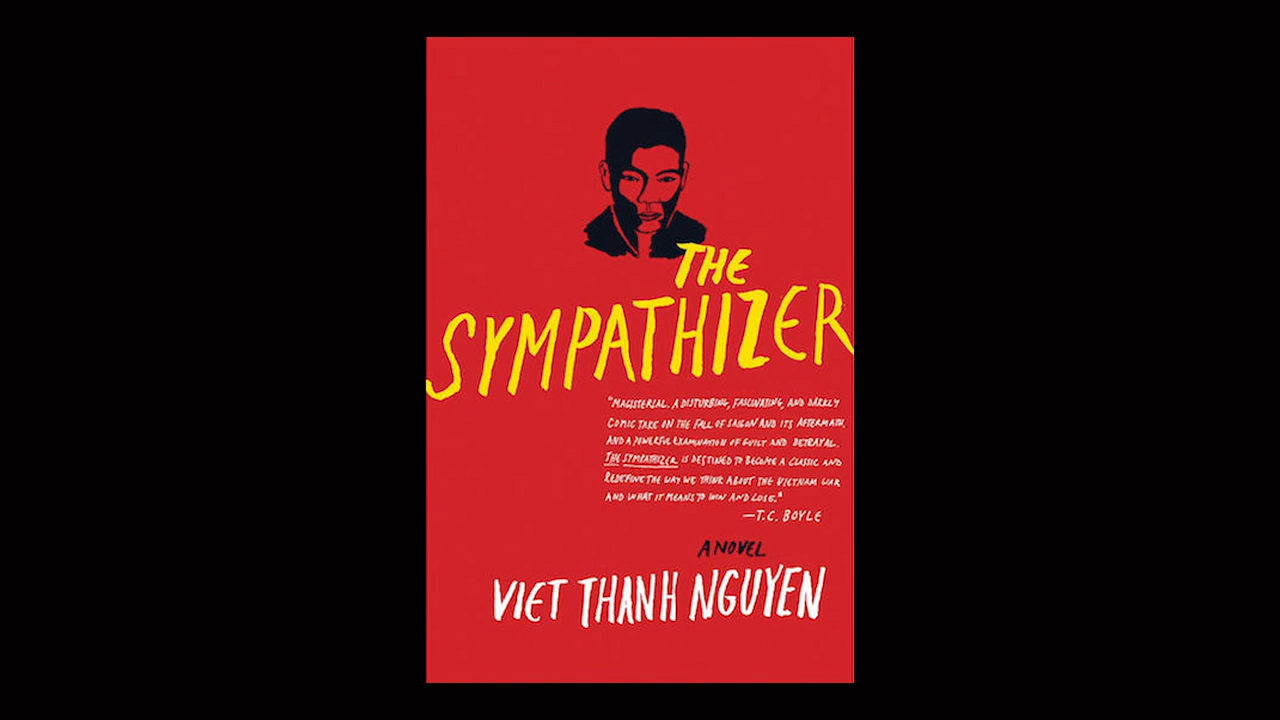 THE
SYMPATHIZER
"MAGISTERIAL. A DISTURBING, FASCINATING, AND DARKLY
COMIC TAKE ON THE FALL OF SAIGON AND ITS AFTERMATH,
AND A POWERFUL EXAMINATION OF GUILT AND BETRAYAL.
THE SYMPATHIZER IS DESTINED TO BECOME A CLASSIC AND
REDEFINE THE WAY WE THINK ABOUT THE VIETNAM WAR
AND WHAT IT MEANS TO WIN AND LOSE."
—T.C. BOYLE
A NOVEL
VIET THANH NGUYEN